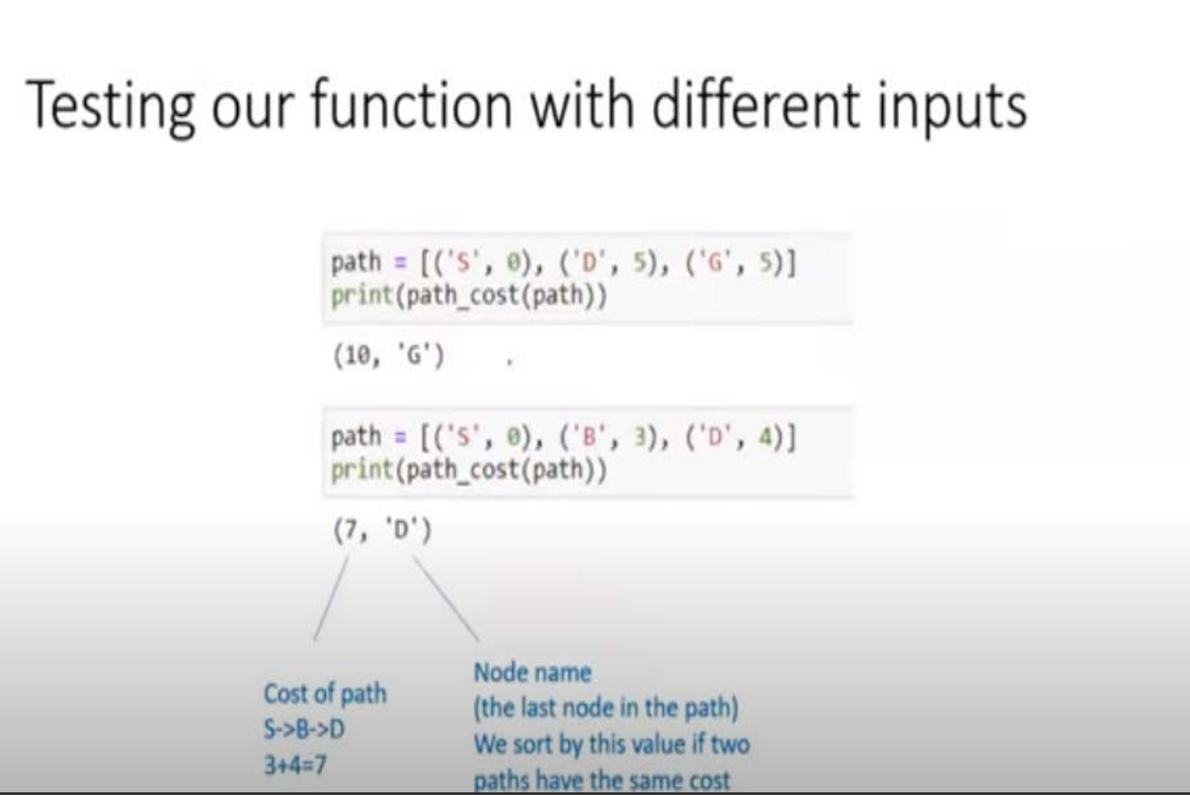 Testing our function with different inputs
path = [('S', 0), ('D', 5), ('G', 5)]
print(path_cost(path))
(10, 'G')
path = [('S', 0), ('B', 3), ('D', 4)]
print(path_cost(path))
(7, 'D')
Cost of path
S->B->D
3+4=7
Node name
(the last node in the path)
We sort by this value if two
paths have the same cost